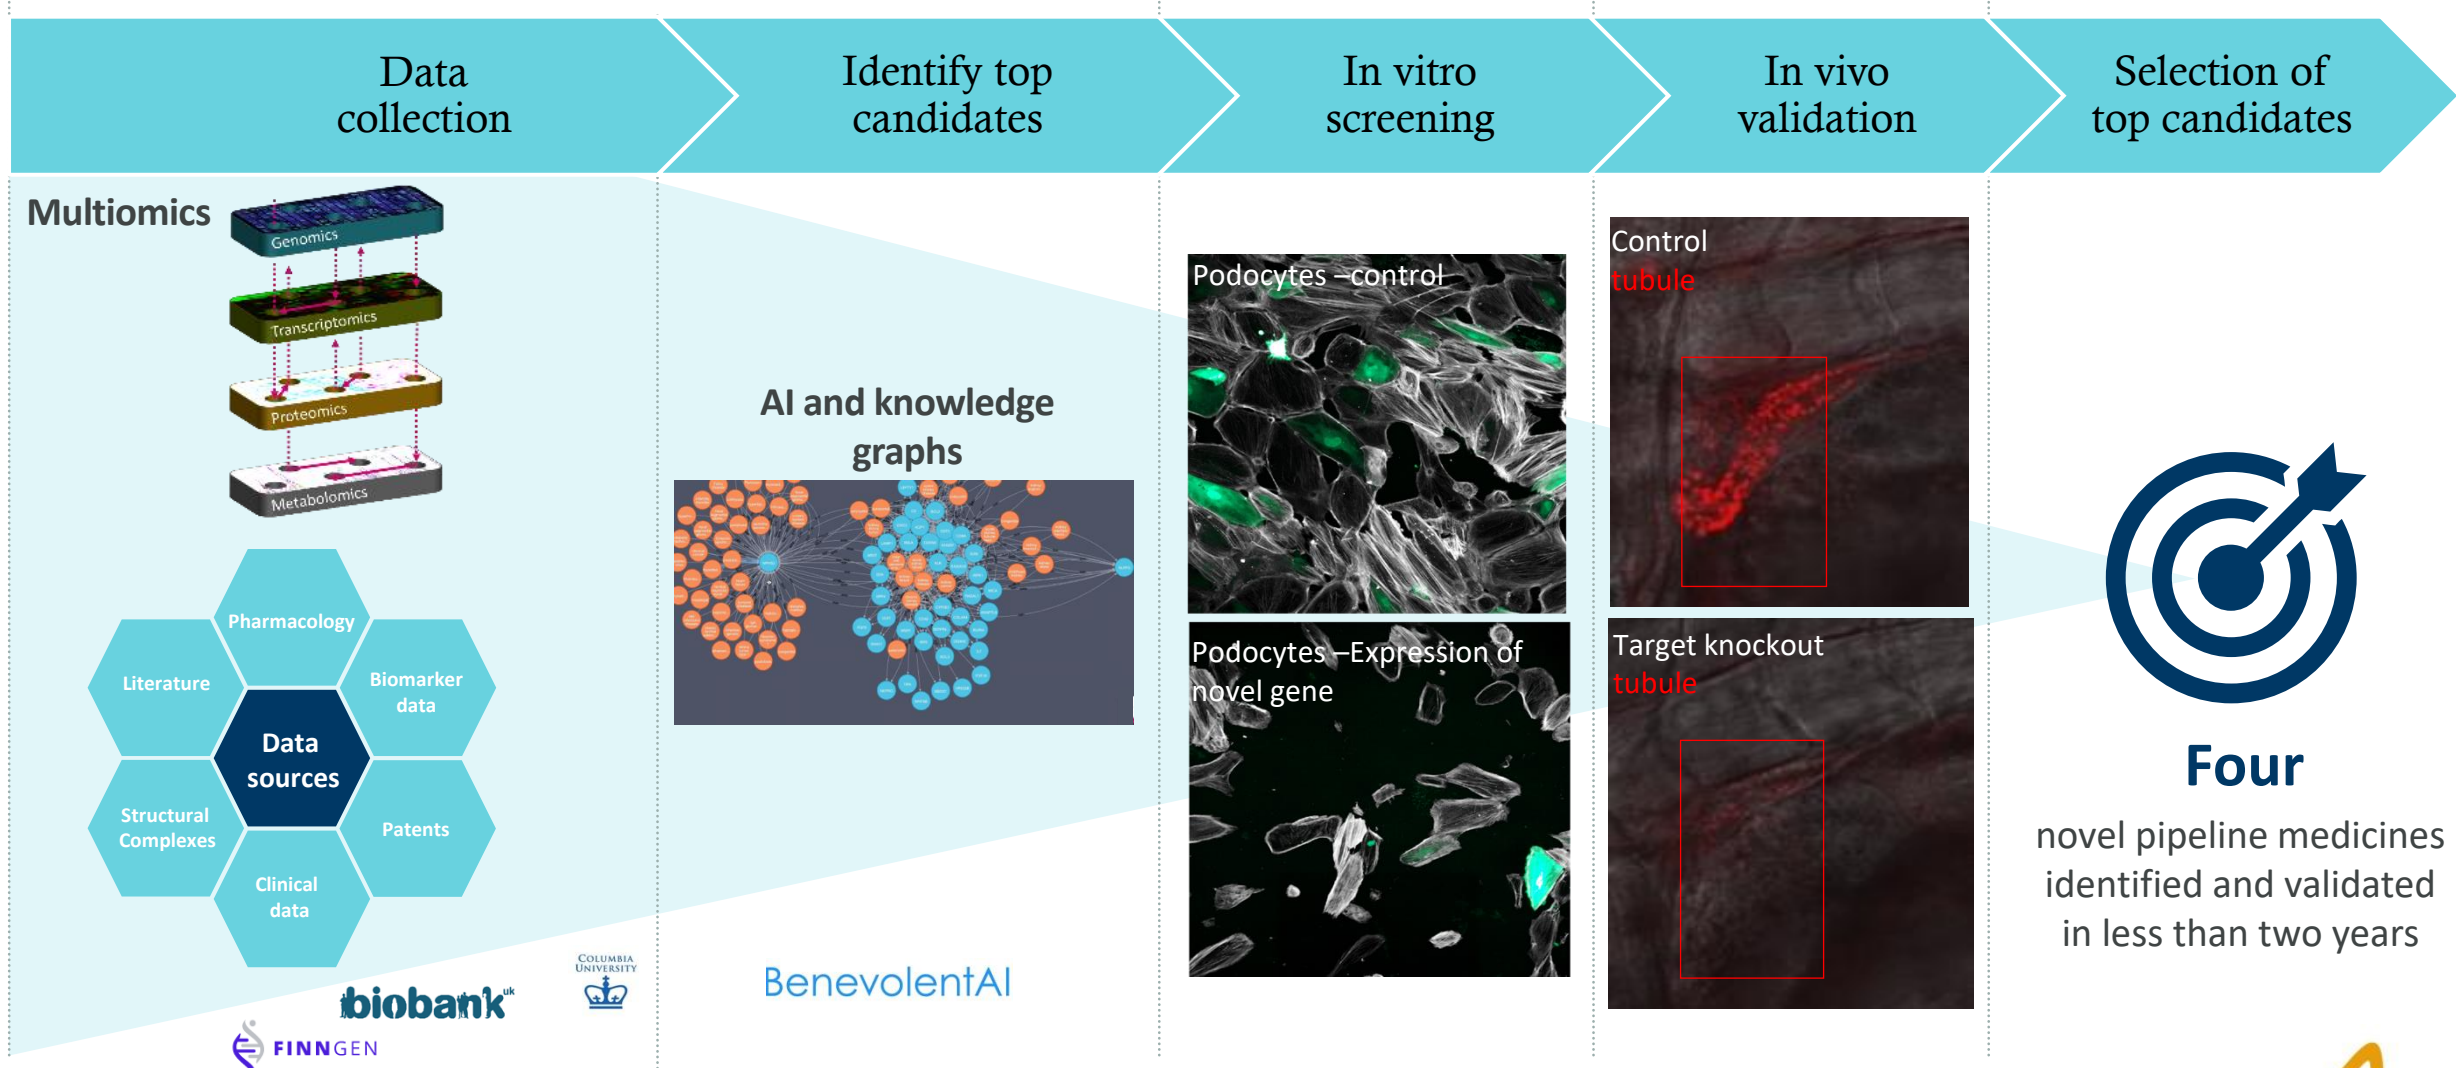 Data
collection
Identify top
candidates
In vitro
screening
In vivo
validation
Selection of
top candidates
Multiomics
Genomics
Transcriptomics
Proteomics
Metabolomics
Pharmacology
Literature
Biomarker
data
Data
sources
Structural
Complexes
Patents
Clinical
data
biobank uk
COLUMBIA
UNIVERSITY
FINNGEN
AI and knowledge
graphs
BenevolentAI
Podocytes –control
Podocytes –Expression of
novel gene
Control
tubule
Target knockout
tubule
Four
novel pipeline medicines
identified and validated
in less than two years